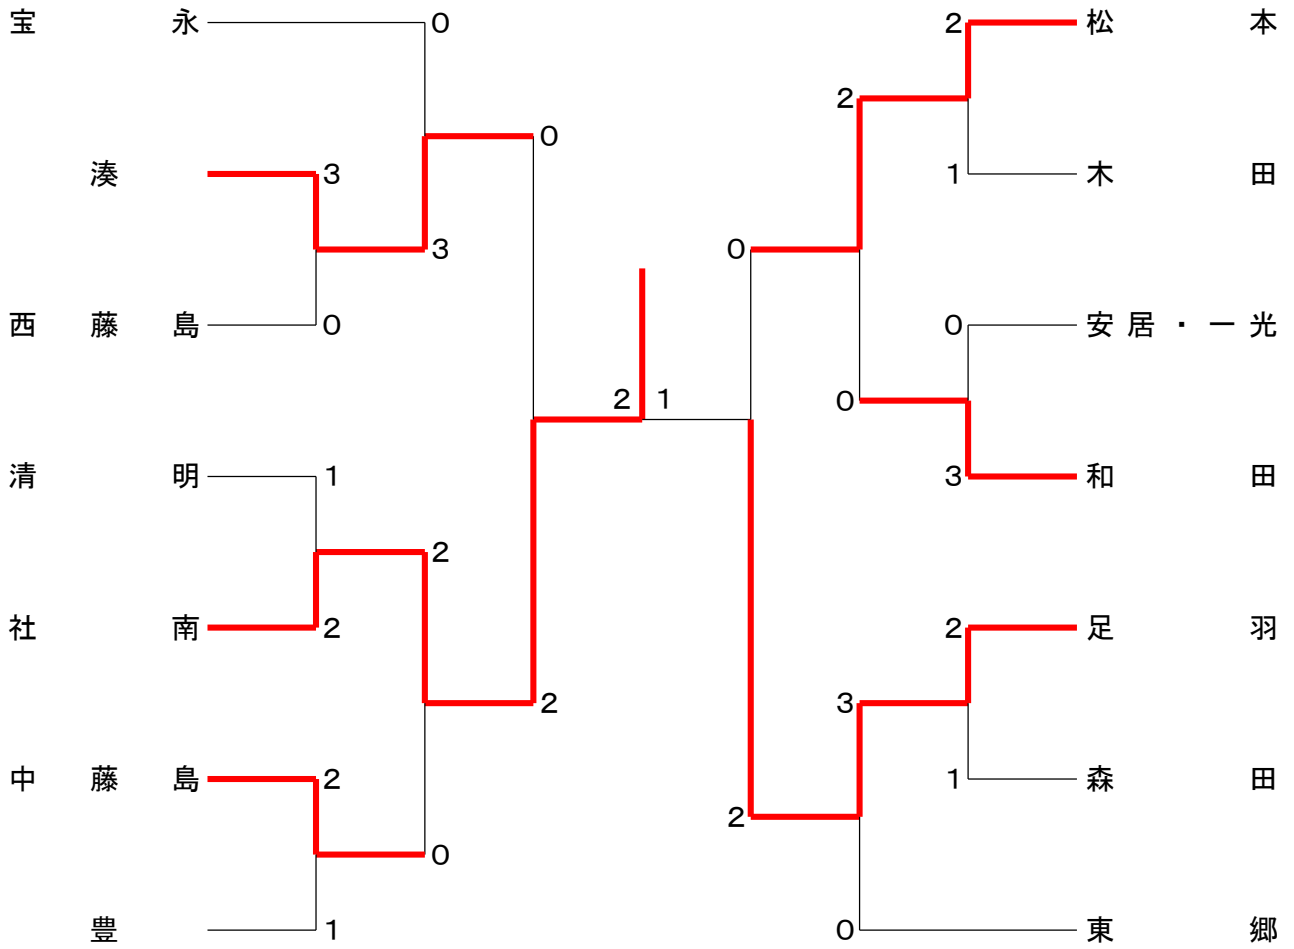 宝永 0 2 松本
2
0
湊 3 1 木田
3 0
西藤島 0 0 安居・一光
2 1 0
清明 1 3 和田
2
社南 2 2 足羽
2 3
中藤島 2 1 森田
2
0
豊 1 0 東郷